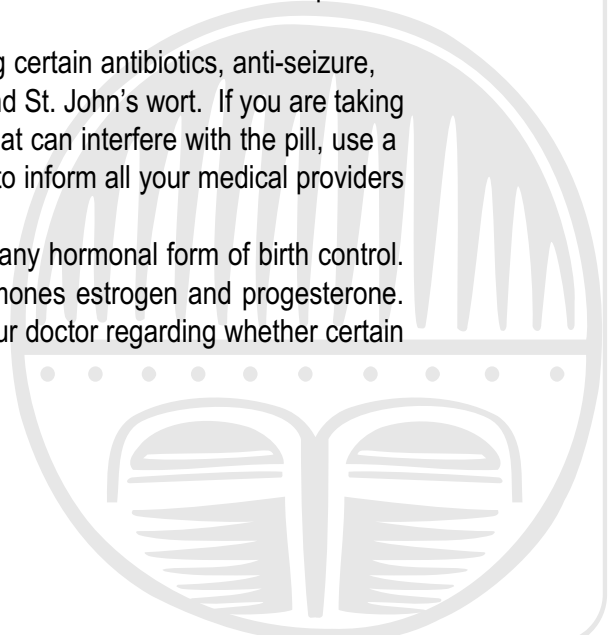 g certain antibiotics, anti-seizure,
nd St. John’s wort.  If you are taking
at can interfere with the pill, use a
to inform all your medical providers
any hormonal form of birth control.
mones estrogen and progesterone.
ur doctor regarding whether certain